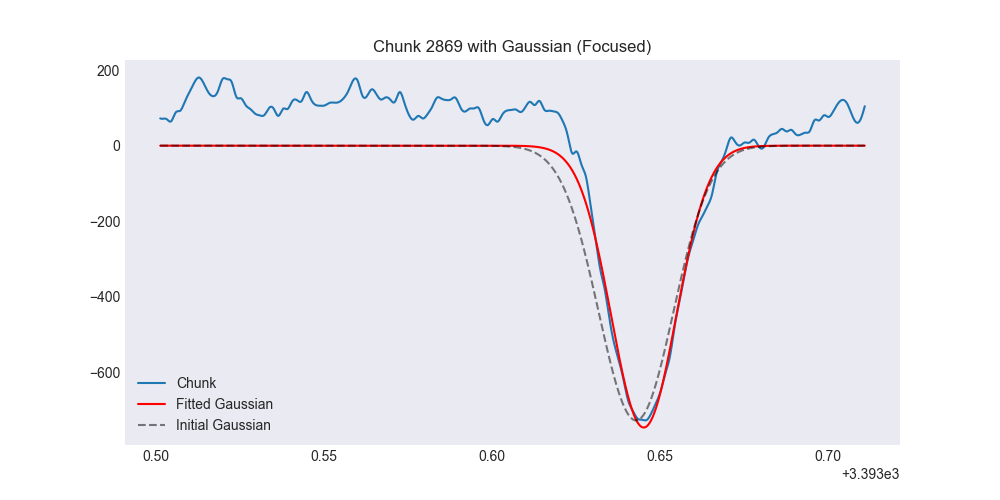 Chunk 2869 with Gaussian (Focused)
200
0
−200
−400
−600
Chunk
Fitted Gaussian
Initial Gaussian
0.50 0.55 0.60 0.65 0.70
+3.393e3